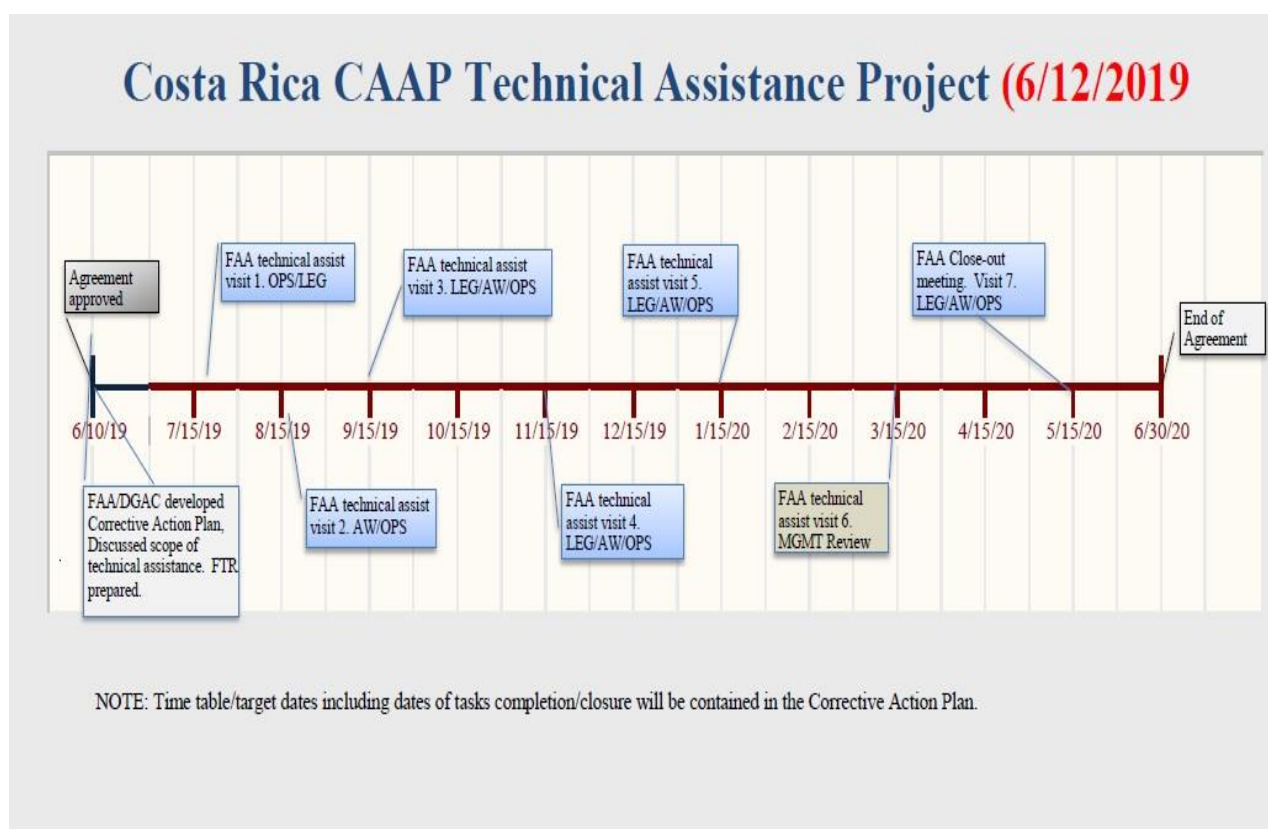 Costa Rica CAAP Technical Assistance Project (6/12/2019
Agreement
approved
FAA technical assist
visit 1. OPS/LEG
FAA technical assist
visit 3. LEG/AW/OPS
FAA technical
assist visit 5.
LEG/AW/OPS
FAA Close-out
meeting. Visit 7.
LEG/AW/OPS
End of
Agreement
6/10/19 7/15/19 8/15/19 9/15/19 10/15/19 11/15/19 12/15/19 1/15/20 2/15/20 3/15/20 4/15/20 5/15/20 6/30/20
FAA/DGAC developed
Corrective Action Plan,
Discussed scope of
technical assistance. FTR
prepared.
FAA technical assist
visit 2. AW/OPS
FAA technical
assist visit 4.
LEG/AW/OPS
FAA technical
assist visit 6.
MGMT Review
NOTE: Time table/target dates including dates of tasks completion/closure will be contained in the Corrective Action Plan.